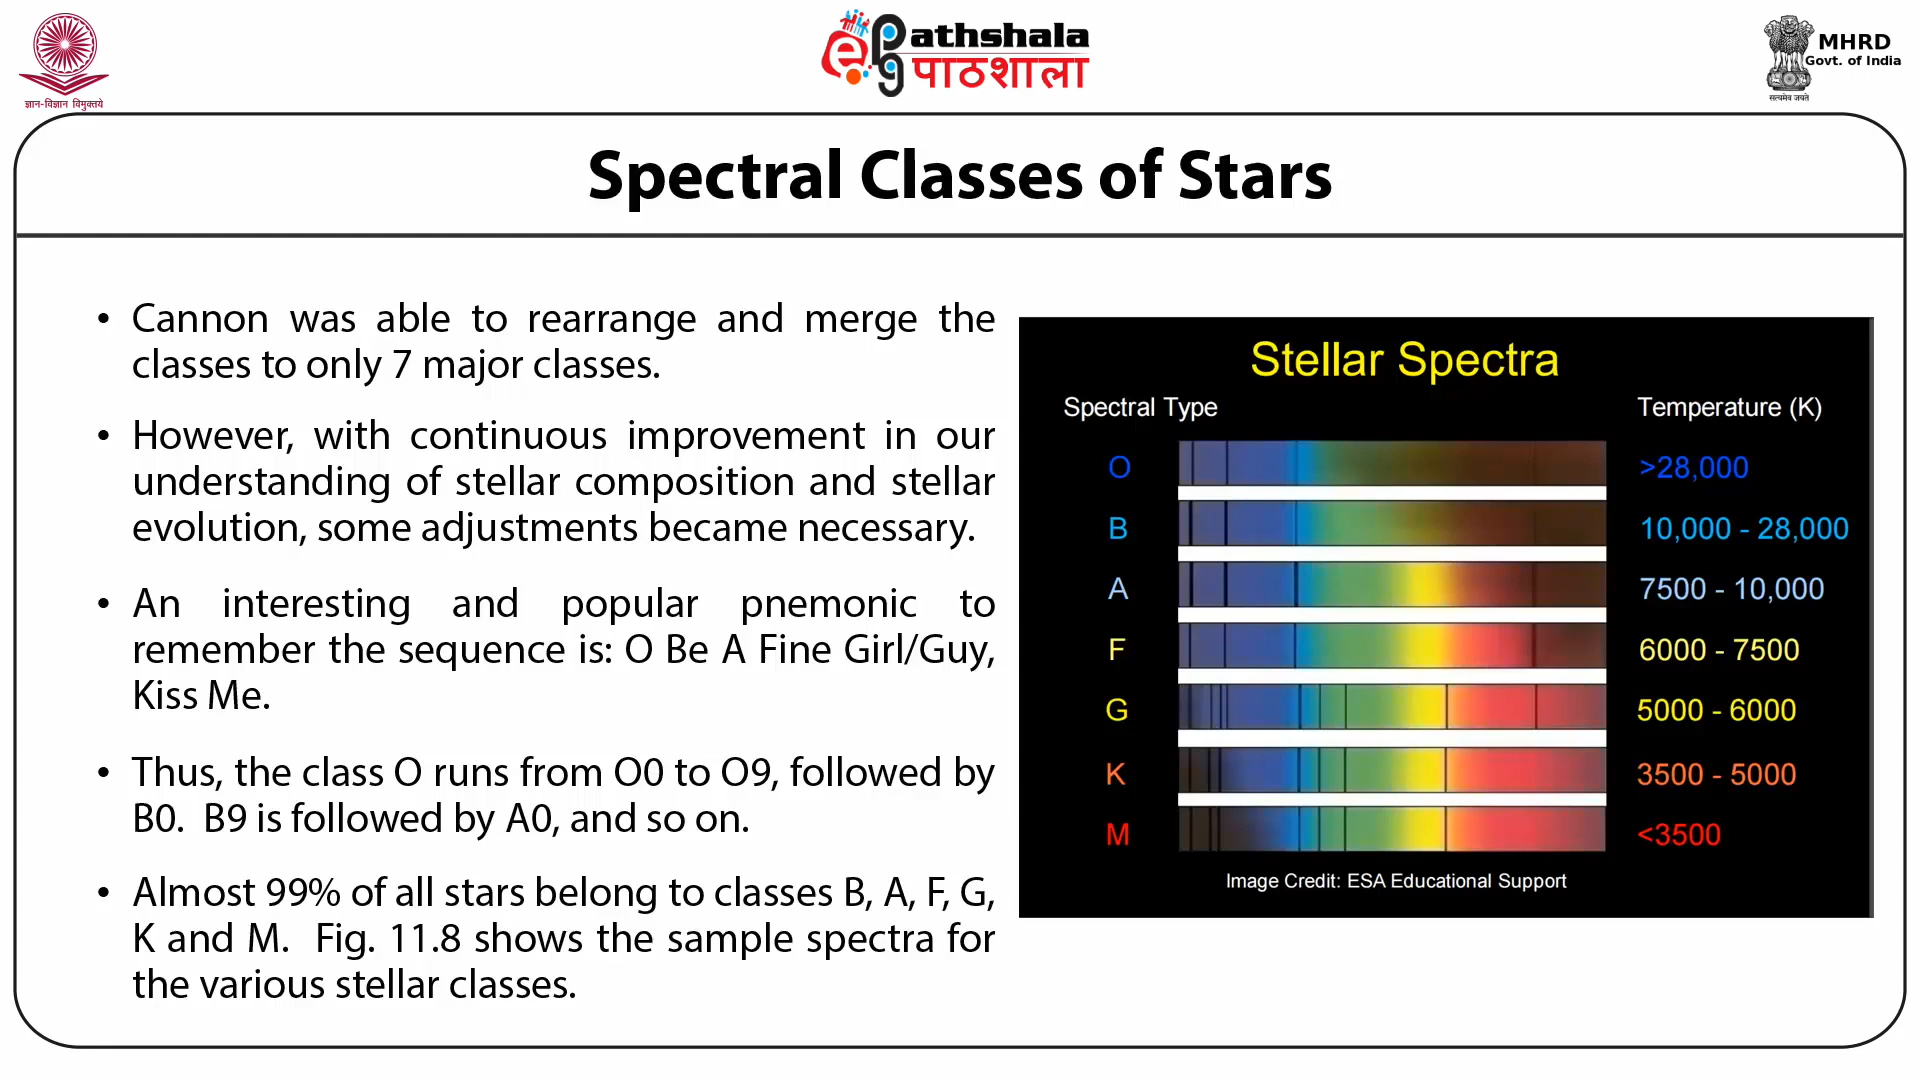 ज्ञान-विज्ञान विमुक्तये
ePathshala
पाठशाला
MHRD
Govt. of India
सत्यमेव जयते
Spectral Classes of Stars
• Cannon was able to rearrange and merge the
classes to only 7 major classes.
• However, with continuous improvement in our
understanding of stellar composition and stellar
evolution, some adjustments became necessary.
• An interesting and popular pnemonic to
remember the sequence is: O Be A Fine Girl/Guy,
Kiss Me.
• Thus, the class O runs from O0 to O9, followed by
B0. B9 is followed by A0, and so on.
• Almost 99% of all stars belong to classes B, A, F, G,
K and M. Fig. 11.8 shows the sample spectra for
the various stellar classes.
Stellar Spectra
Spectral Type Temperature (K)
O >28,000
B 10,000 - 28,000
A 7500 - 10,000
F 6000 - 7500
G 5000 - 6000
K 3500 - 5000
M <3500
Image Credit: ESA Educational Support